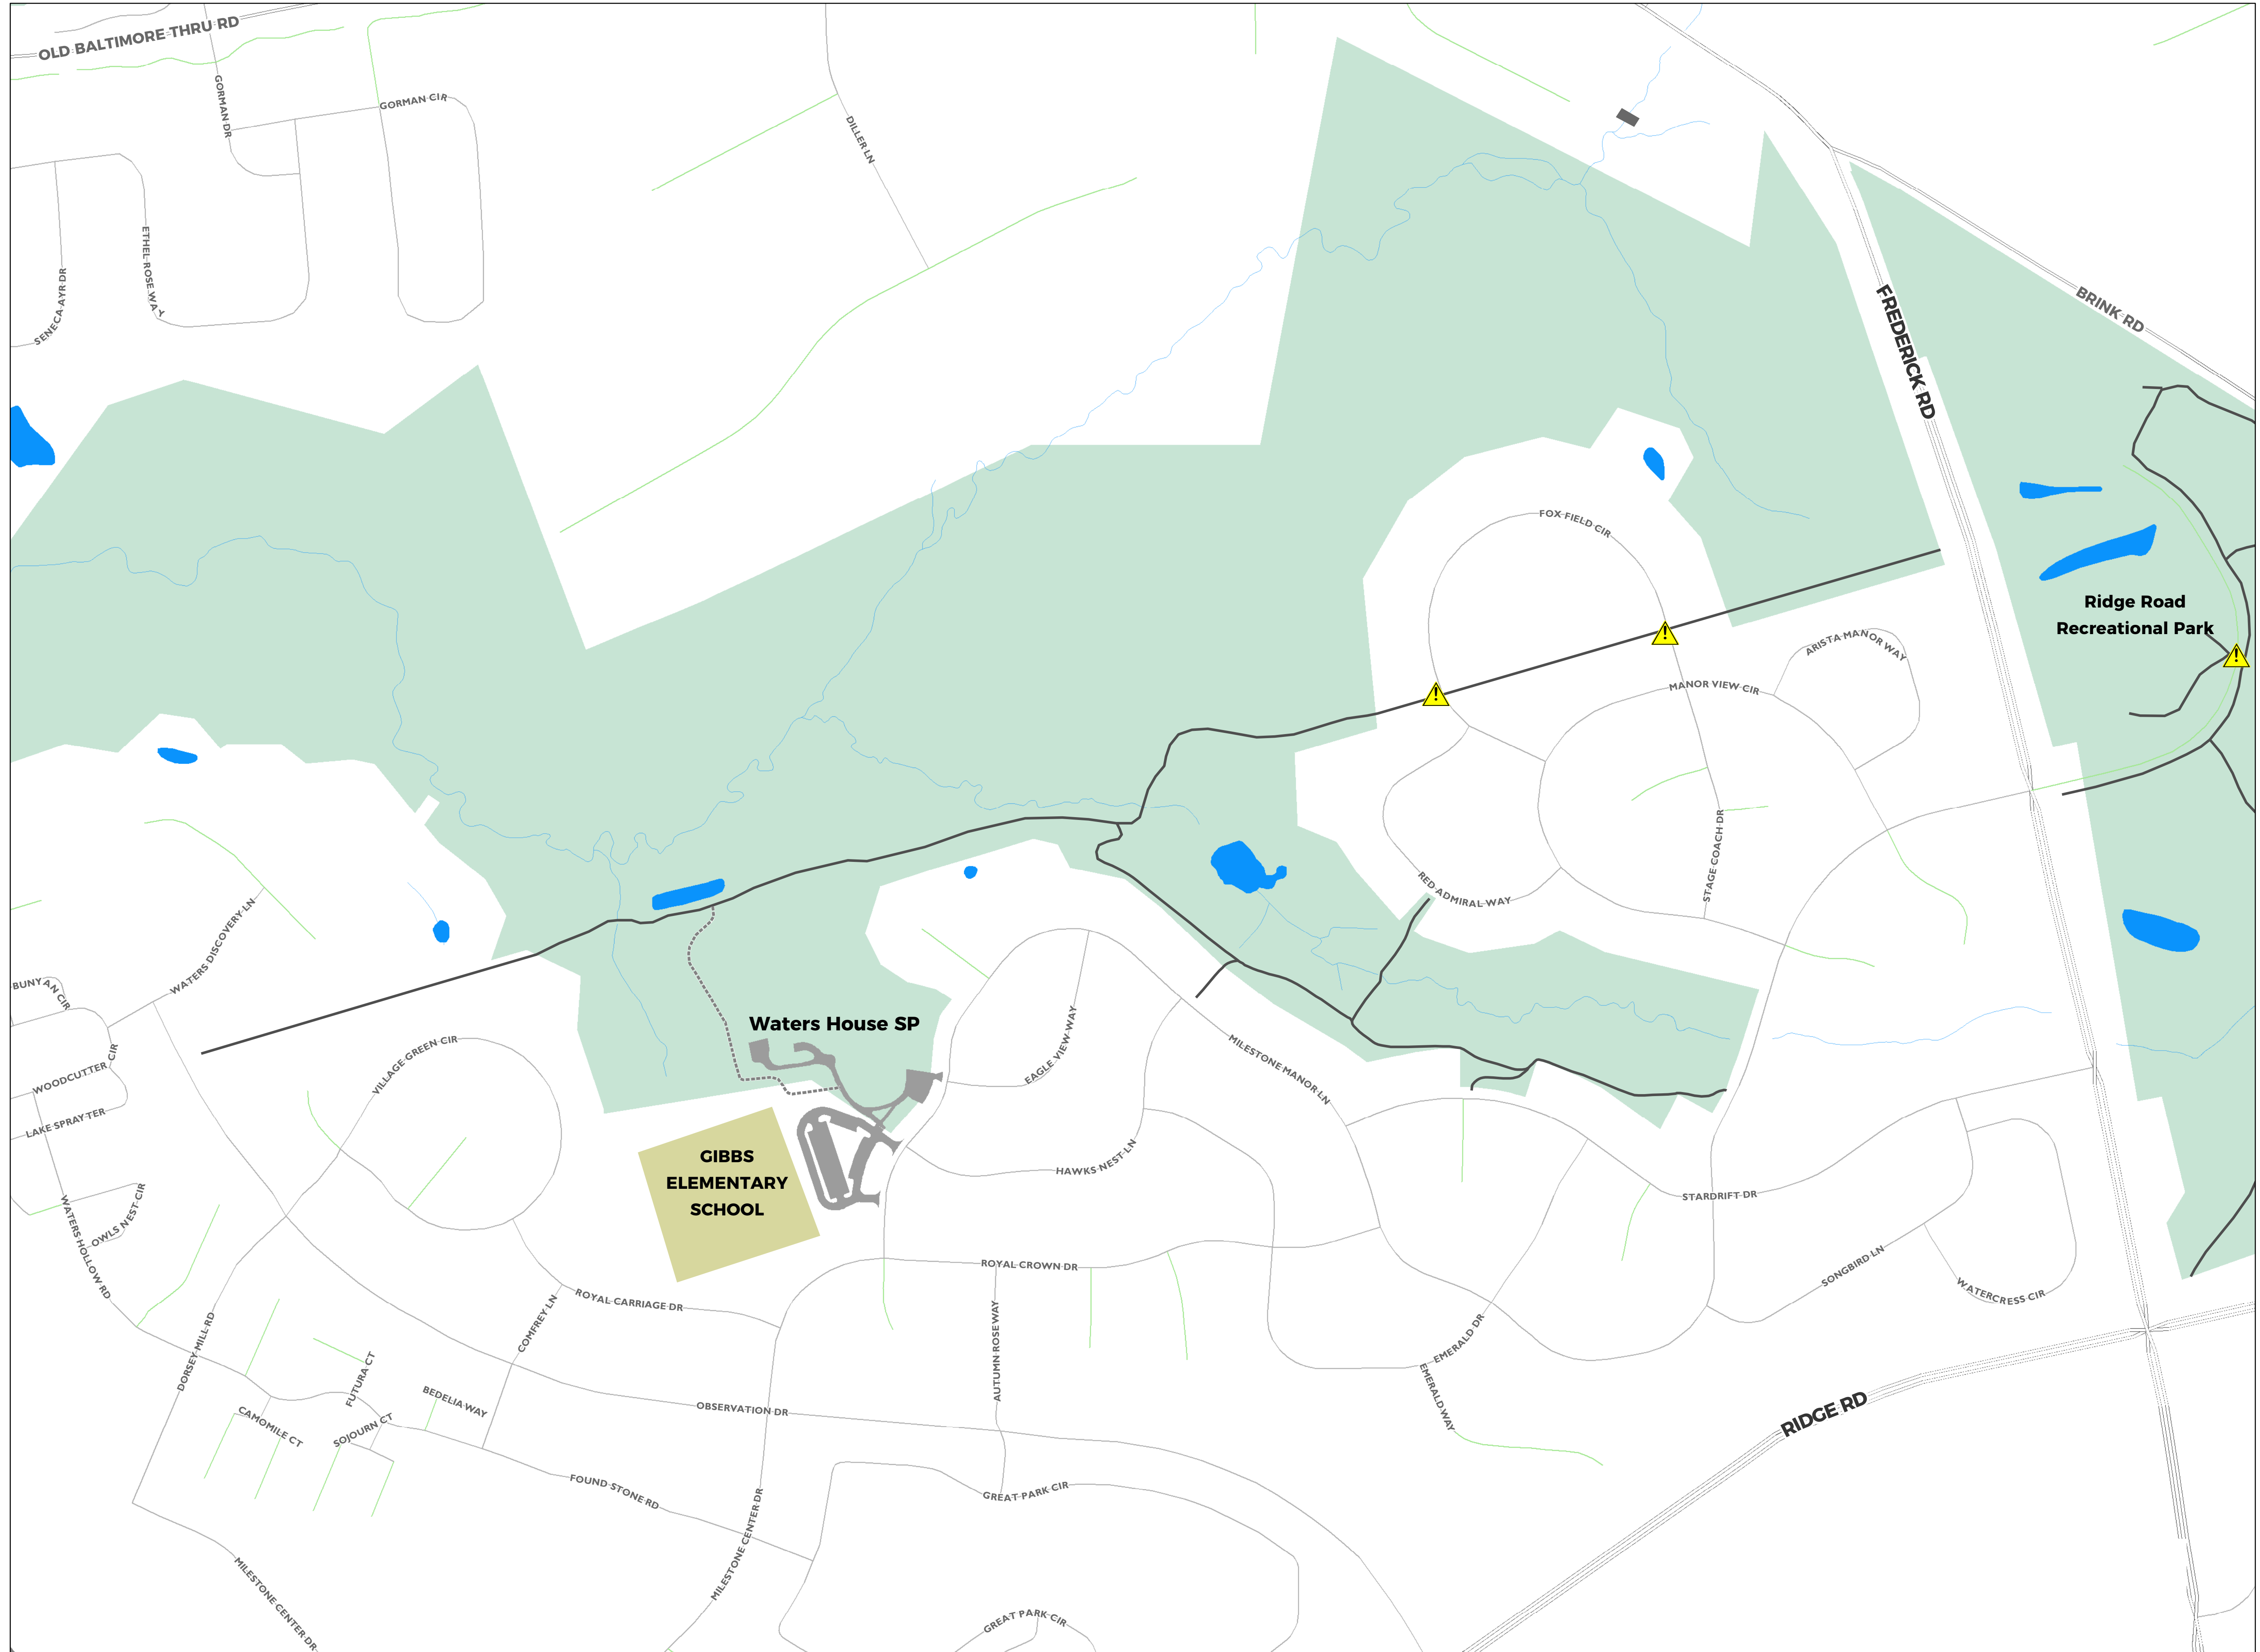 OLD BALTIMORE THRU RD
GORMAN DR
GORMAN CIR
DILLER LN
ETHEL ROSE WAY
SENECA AYR DR
FREDERICK RD
BRINK RD
FOX FIELD CIR
Ridge Road
Recreational Park
ARISTA MANOR WAY
MANOR VIEW CIR
STAGE COACH DR
RED ADMIRAL WAY
WATERS DISCOVERY LN
BUNYAN CIR
WOODCUTTER CIR
LAKE SPRAY TER
VILLAGE GREEN CIR
Waters House SP
EAGLE VIEW WAY
MILESTONE MANOR LN
HAWKS NEST LN
GIBBS
ELEMENTARY
SCHOOL
OWLS NEST CIR
WATERS HOLLOW RD
STARDRIFT DR
SONGBIRD LN
WATERCRESS CIR
ROYAL CROWN DR
ROYAL CARRIAGE DR
COMFREY LN
AUTUMN ROSE WAY
DORSEY MILL RD
FUTURA CT
BEDELIA WAY
CAMOMILE CT
SOJOURN CT
OBSERVATION DR
EMERALD DR
EMERALD WAY
RIDGE RD
FOUND STONE RD
MILESTONE CENTER DR
GREAT PARK CIR
MILESTONE CENTER DR
GREAT PARK CIR